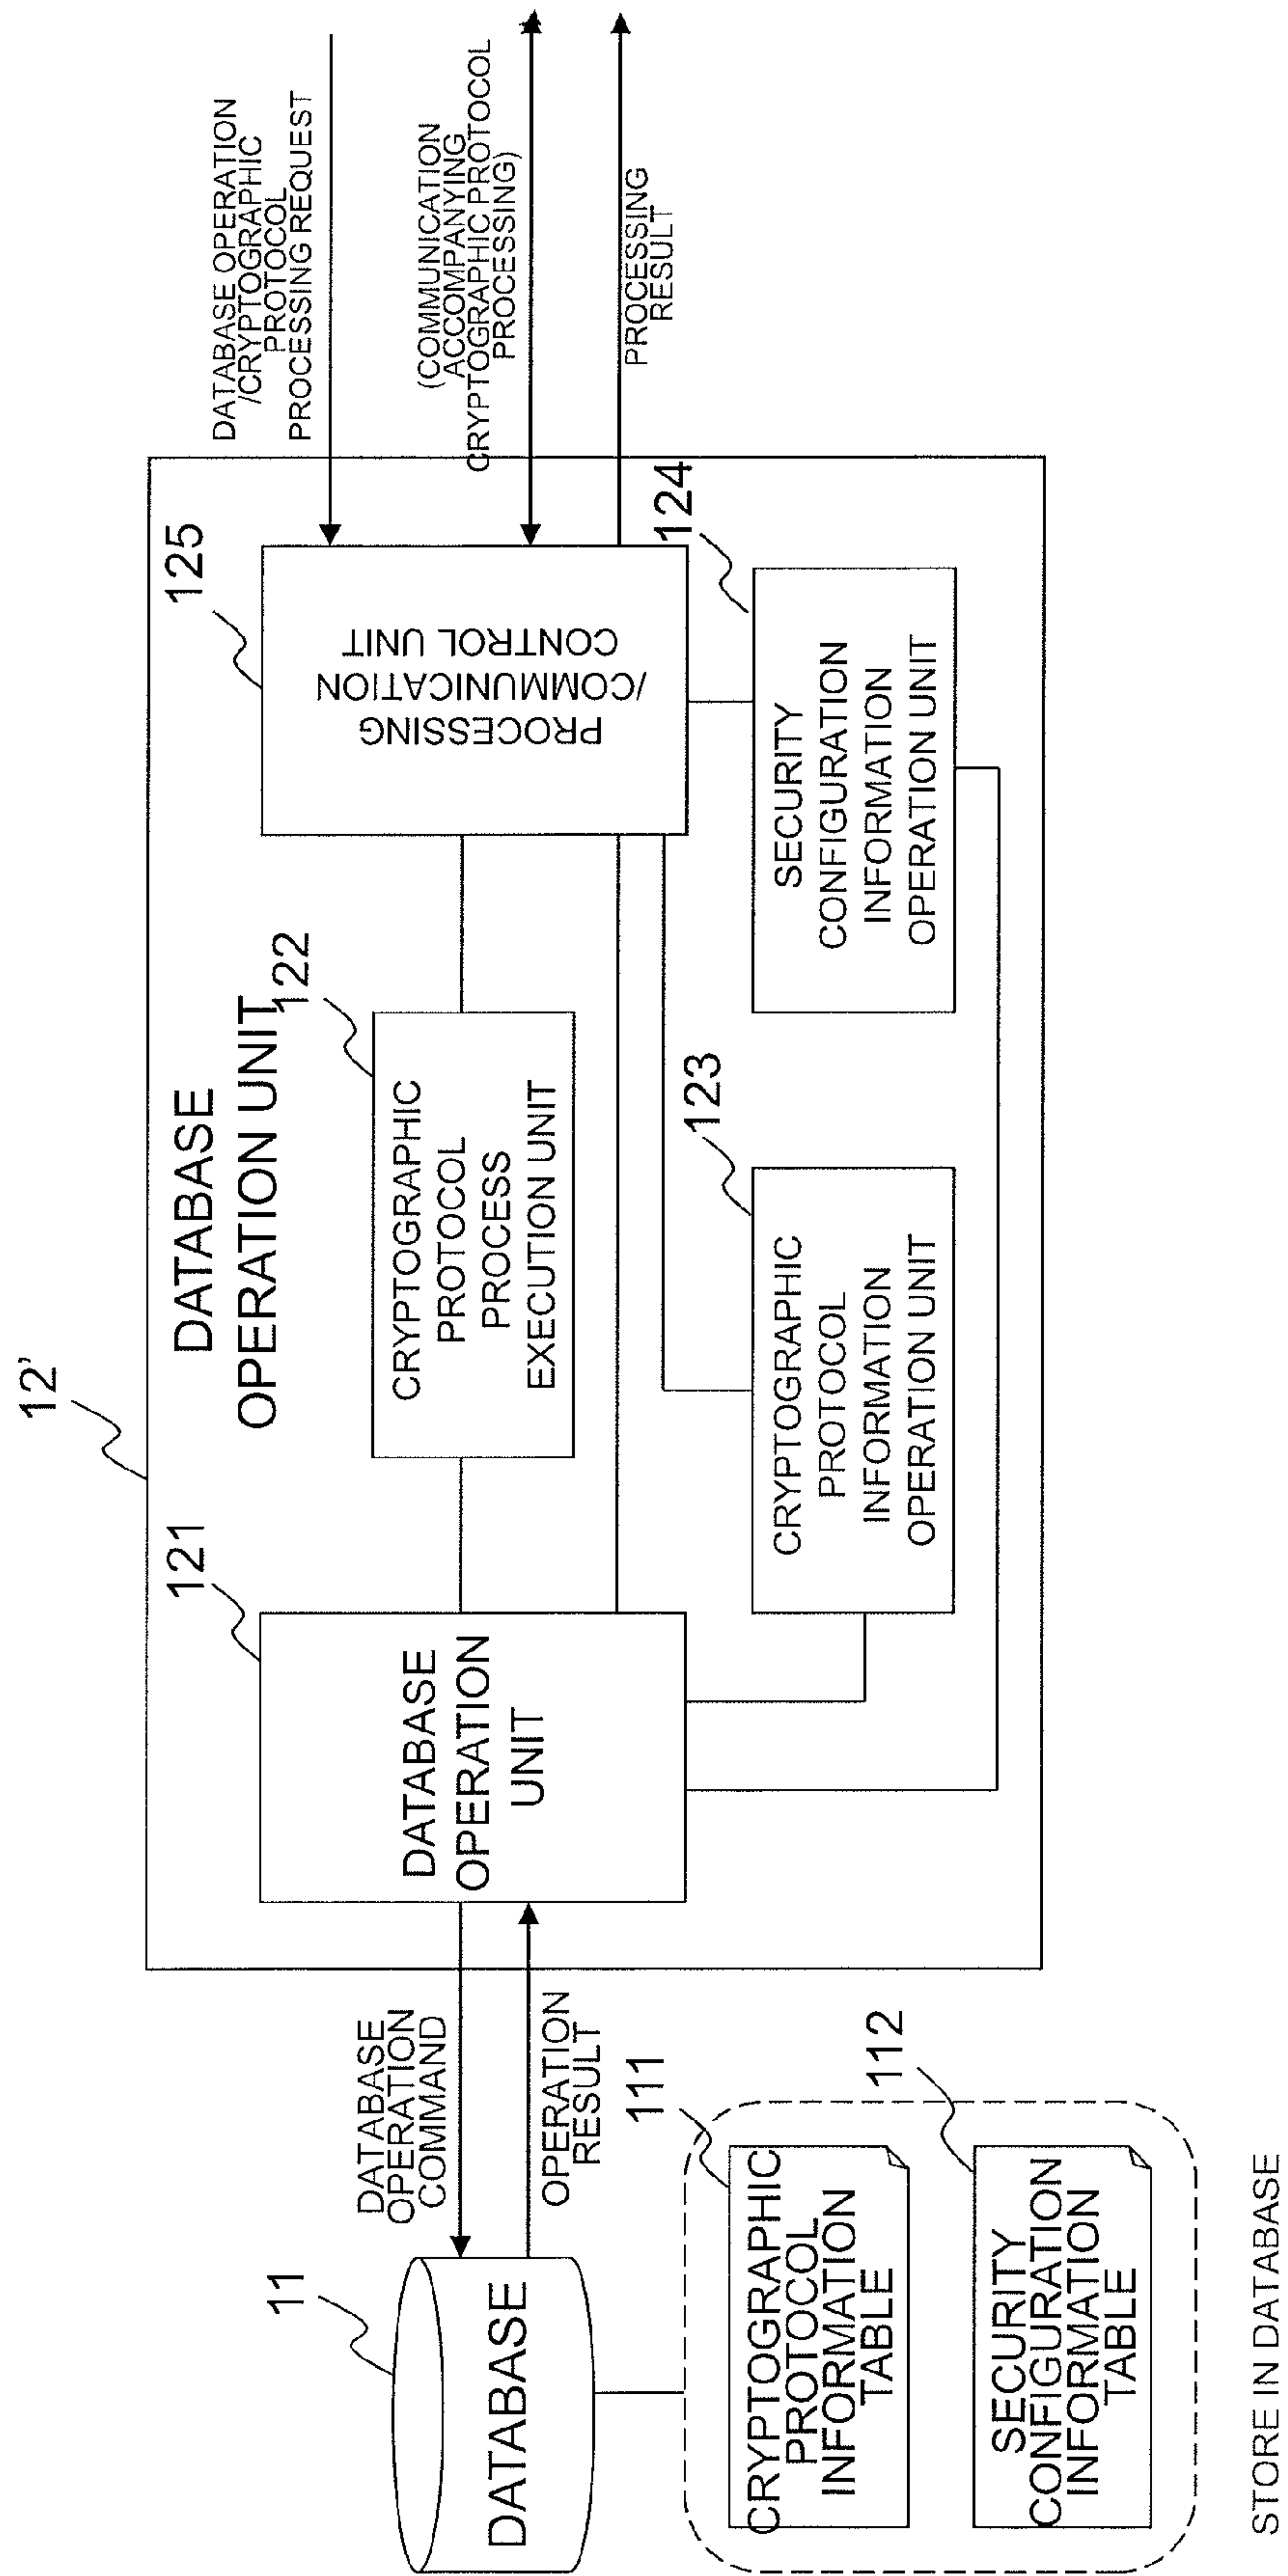 12'
DATABASE
OPERATION UNIT
11
DATABASE
DATABASE
OPERATION
COMMAND
OPERATION
RESULT
111
CRYPTOGRAPHIC
PROTOCOL
INFORMATION
TABLE
112
SECURITY
CONFIGURATION
INFORMATION
TABLE
STORE IN DATABASE
121
DATABASE
OPERATION
UNIT
122
CRYPTOGRAPHIC
PROTOCOL
PROCESS
EXECUTION UNIT
123
CRYPTOGRAPHIC
PROTOCOL
INFORMATION
OPERATION UNIT
125
PROCESSING
/COMMUNICATION
CONTROL UNIT
124
SECURITY
CONFIGURATION
INFORMATION
OPERATION UNIT
DATABASE OPERATION
/CRYPTOGRAPHIC
PROTOCOL
PROCESSING REQUEST
(COMMUNICATION
ACCOMPANYING
CRYPTOGRAPHIC PROTOCOL
PROCESSING)
PROCESSING
RESULT